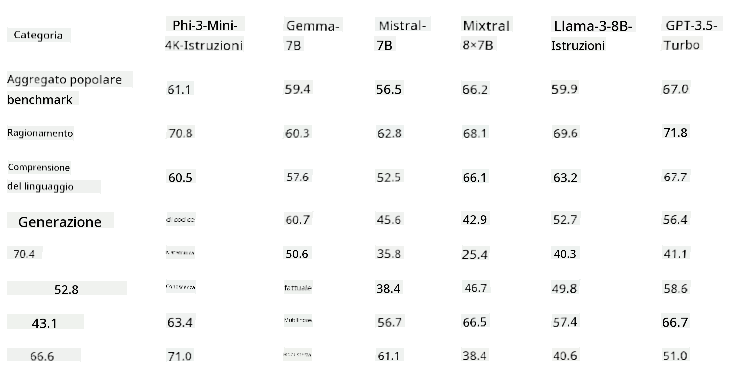 Categoria Phi-3-Mini- Gemma- Mistral- Mixtral Llama-3-8B- GPT-3.5-
4K-Istruzioni 7B 7B 8×7B Istruzioni Turbo
Aggregato popolare
benchmark 61.1 59.4 56.5 66.2 59.9 67.0
Ragionamento 70.8 60.3 62.8 68.1 69.6 71.8
Comprensione
del linguaggio 60.5 57.6 52.5 66.1 63.2 67.7
Generazione di codice 60.7 45.6 42.9 52.7 56.4
70.4 50.6 35.8 25.4 40.3 41.1
52.8 Conoscenza fattuale 38.4 46.7 49.8 58.6
43.1 63.4 Multilingue 56.7 66.5 57.4 66.7
66.6 71.0 61.1 38.4 40.6 51.0